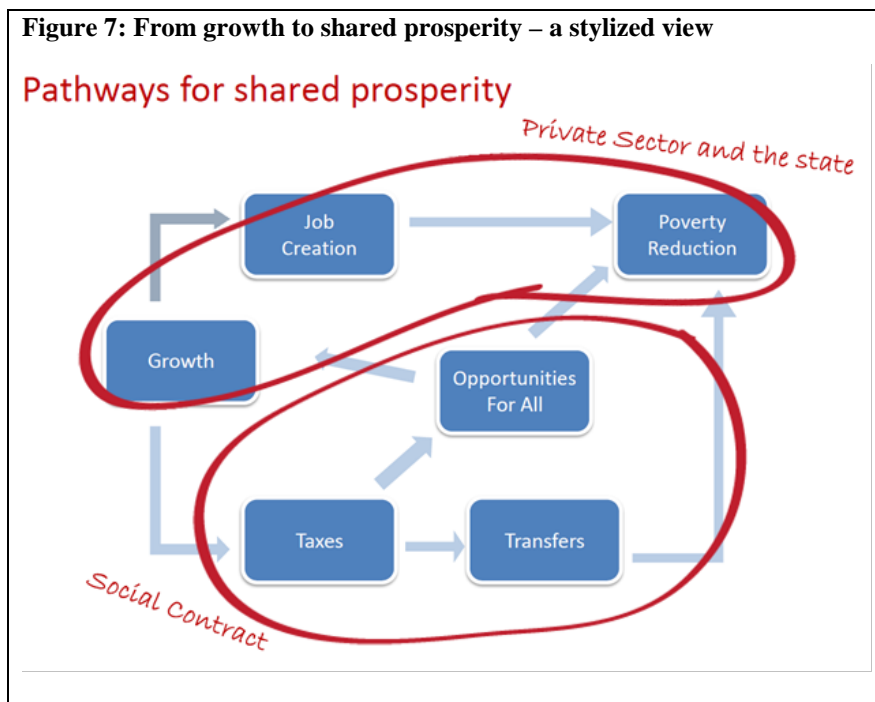 Figure 7: From growth to shared prosperity – a stylized view
Pathways for shared prosperity
Private Sector and the state
Job
Creation
Poverty
Reduction
Growth
Opportunities
For All
Taxes
Transfers
Social Contract